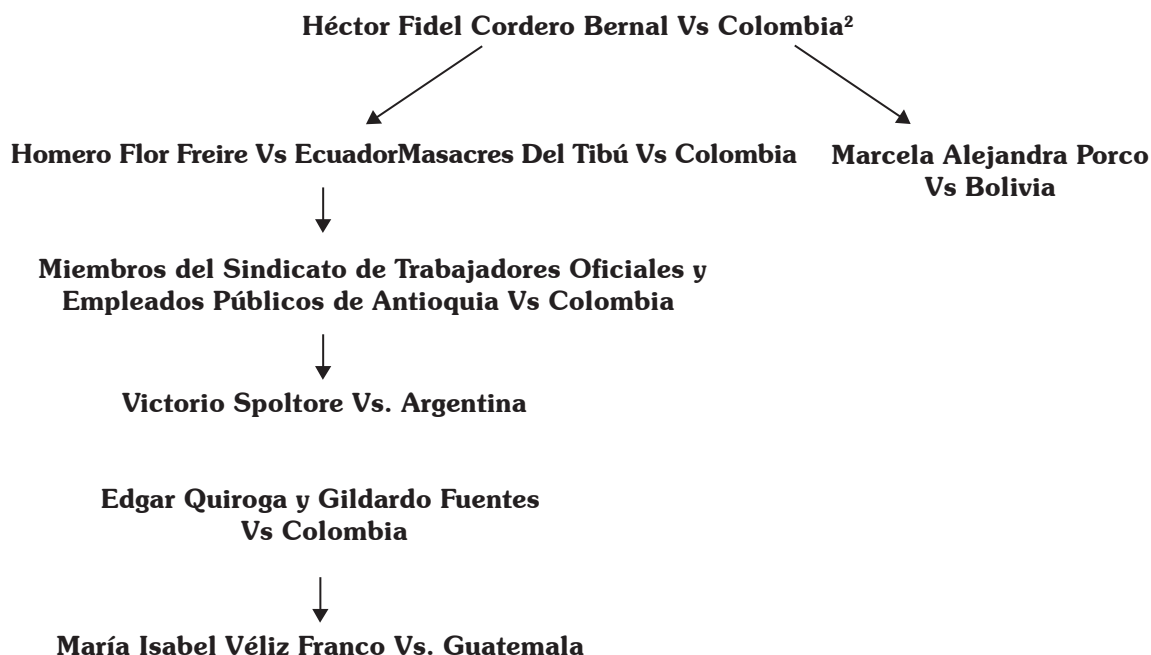 Héctor Fidel Cordero Bernal Vs Colombia²
Homero Flor Freire Vs EcuadorMasacres Del Tibú Vs Colombia
Marcela Alejandra Porco
Vs Bolivia
Miembros del Sindicato de Trabajadores Oficiales y
Empleados Públicos de Antioquia Vs Colombia
Victorio Spoltore Vs. Argentina
Edgar Quiroga y Gildardo Fuentes
Vs Colombia
María Isabel Véliz Franco Vs. Guatemala